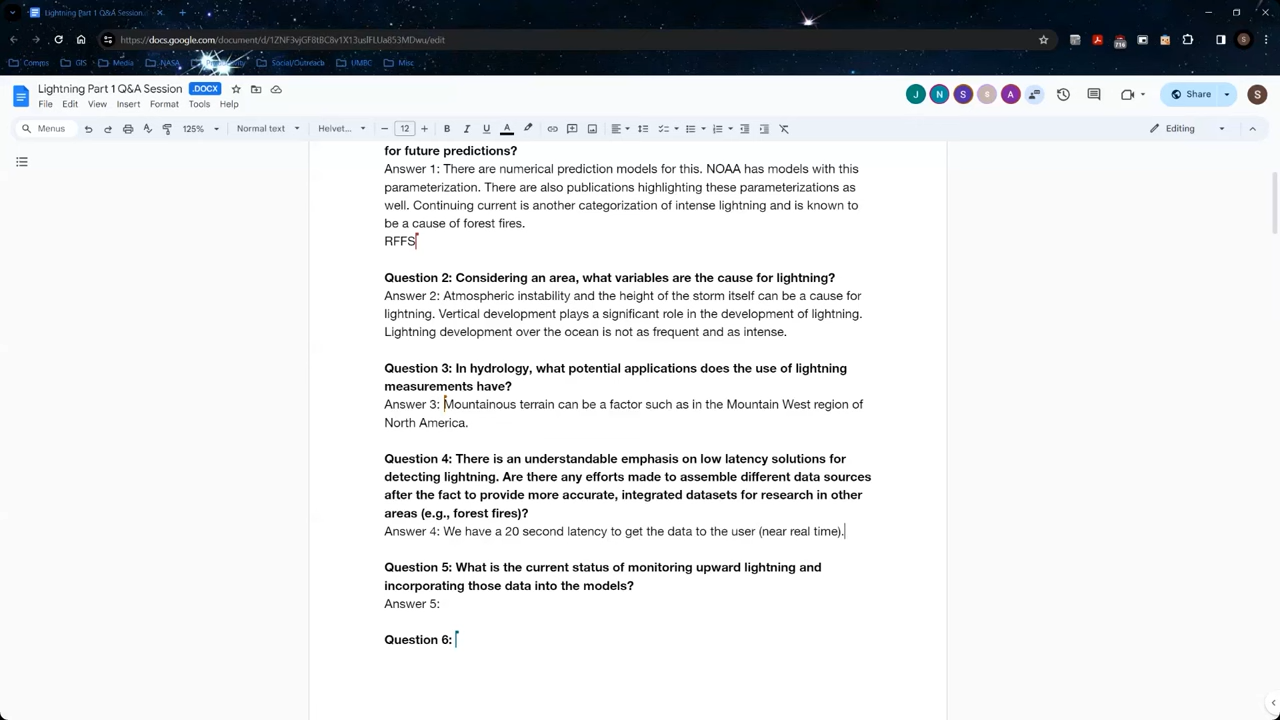 Lightning Part 1 Q&A Session
https://docs.google.com/document/d/1ZNF3vjGF8tBC8v1X13uslFLUa853MDwu/edit
Comps GIS Media NASA Social/Outreach UMBC Misc
Lightning Part 1 Q&A Session .DOCX
File Edit View Insert Format Tools Help
J N S S A Share S
Menus 125% Normal text Helvet... 12 Editing
for future predictions?
Answer 1: There are numerical prediction models for this. NOAA has models with this
parameterization. There are also publications highlighting these parameterizations as
well. Continuing current is another categorization of intense lightning and is known to
be a cause of forest fires.
RFFS
Question 2: Considering an area, what variables are the cause for lightning?
Answer 2: Atmospheric instability and the height of the storm itself can be a cause for
lightning. Vertical development plays a significant role in the development of lightning.
Lightning development over the ocean is not as frequent and as intense.
Question 3: In hydrology, what potential applications does the use of lightning
measurements have?
Answer 3: Mountainous terrain can be a factor such as in the Mountain West region of
North America.
Question 4: There is an understandable emphasis on low latency solutions for
detecting lightning. Are there any efforts made to assemble different data sources
after the fact to provide more accurate, integrated datasets for research in other
areas (e.g., forest fires)?
Answer 4: We have a 20 second latency to get the data to the user (near real time).
Question 5: What is the current status of monitoring upward lightning and
incorporating those data into the models?
Answer 5:
Question 6: